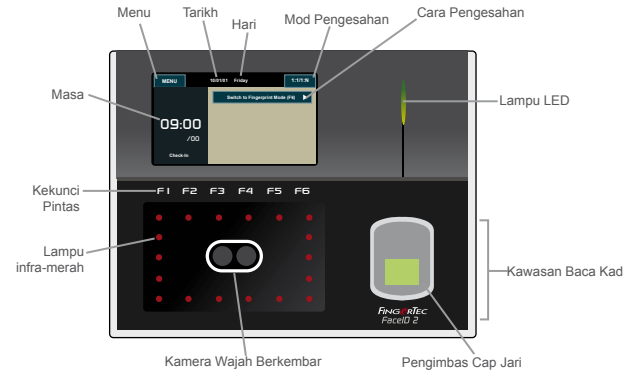 Menu
Tarikh
Hari
Mod Pengesahan
Cara Pengesahan
MENU
10/01/01 Friday
1:1/1:N
Switch to Fingerprint Mode (F6)
Masa
09:00
/00
Check-in
Lampu LED
Kekunci
Pintas
F1 F2 F3 F4 F5 F6
Lampu
infra-merah
Kawasan Baca Kad
FINGERTEC
FaceID 2
Kamera Wajah Berkembar
Pengimbas Cap Jari